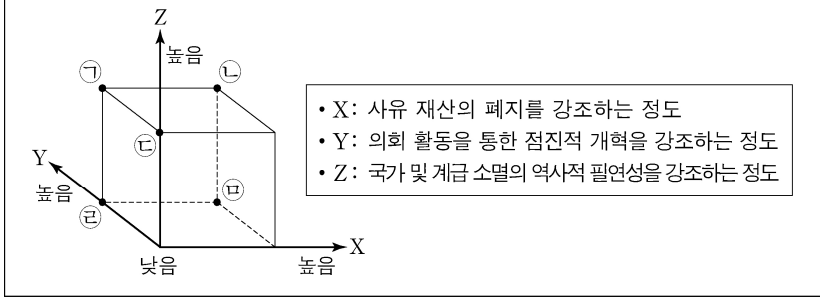 Z
높음
㉠
㉡
㉢
Y
높음
㉣
㉤
X
낮음
높음
• X: 사유 재산의 폐지를 강조하는 정도
• Y: 의회 활동을 통한 점진적 개혁을 강조하는 정도
• Z: 국가 및 계급 소멸의 역사적 필연성을 강조하는 정도